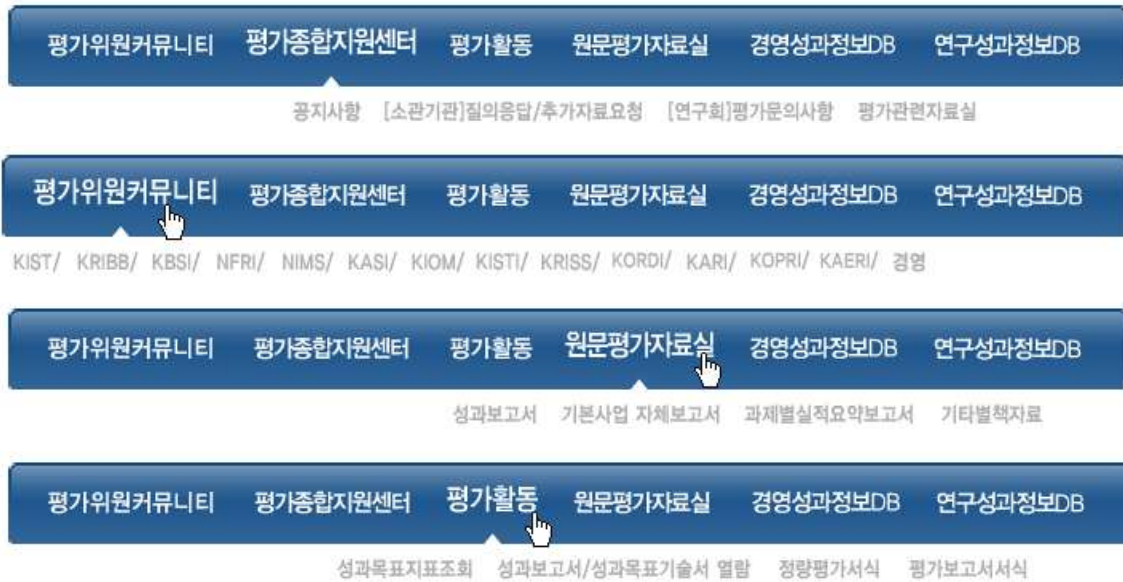 평가위원커뮤니티 평가종합지원센터 평가활동 원문평가자료실 경영성과정보DB 연구성과정보DB
공지사항 [소관기관]질의응답/추가자료요청 [연구회]평가문의사항 평가관련자료실
평가위원커뮤니티 평가종합지원센터 평가활동 원문평가자료실 경영성과정보DB 연구성과정보DB
KIST/ KRIBB/ KBSI/ NFRI/ NIMS/ KASI/ KIOM/ KISTI/ KRISS/ KORDI/ KARI/ KOPRI/ KAERI/ 경영
평가위원커뮤니티 평가종합지원센터 평가활동 원문평가자료실 경영성과정보DB 연구성과정보DB
성과보고서 기본사업 자체보고서 과제별실적요약보고서 기타별책자료
평가위원커뮤니티 평가종합지원센터 평가활동 원문평가자료실 경영성과정보DB 연구성과정보DB
성과목표지표조회 성과보고서/성과목표기술서 열람 정량평가서식 평가보고서서식